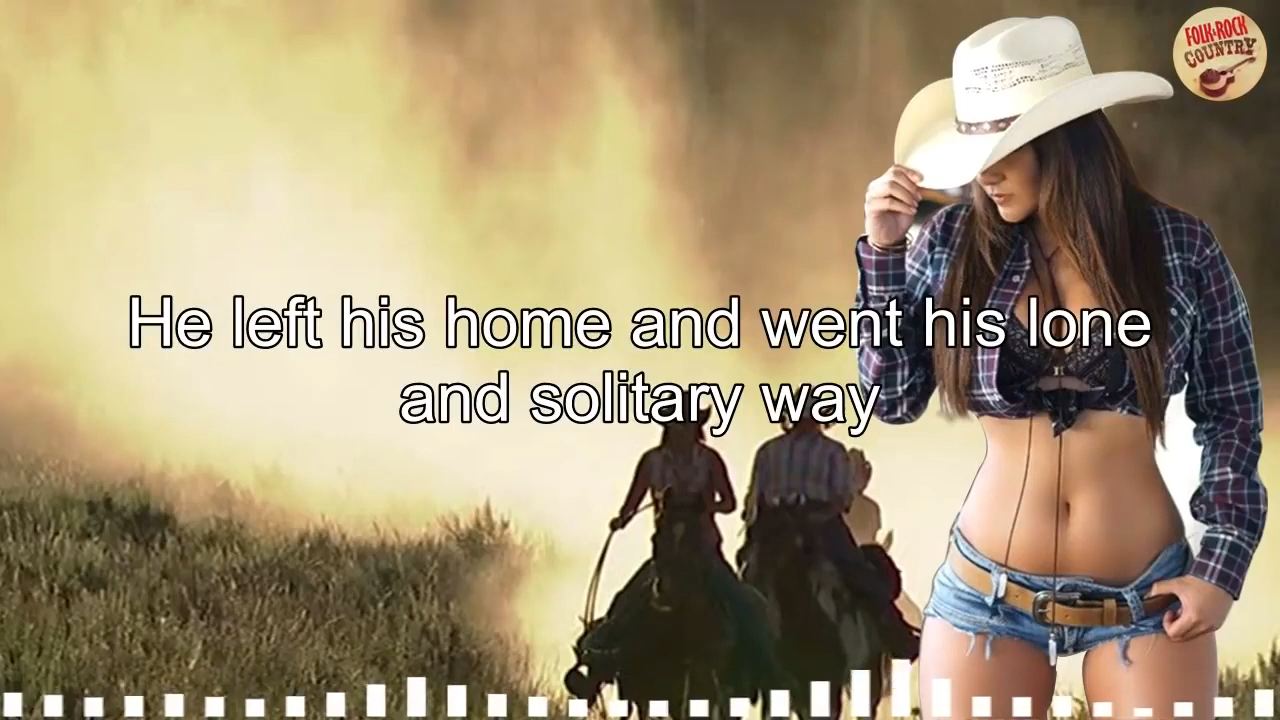 FOLK & ROCK
COUNTRY
He left his home and went his lone
and solitary way